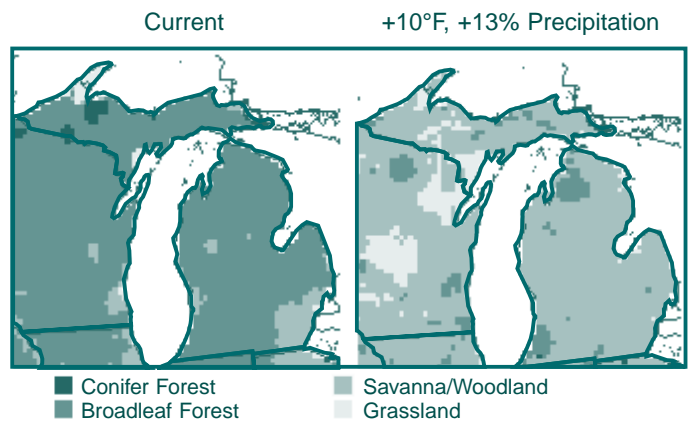 Current
+10°F, +13% Precipitation
Conifer Forest
Broadleaf Forest
Savanna/Woodland
Grassland